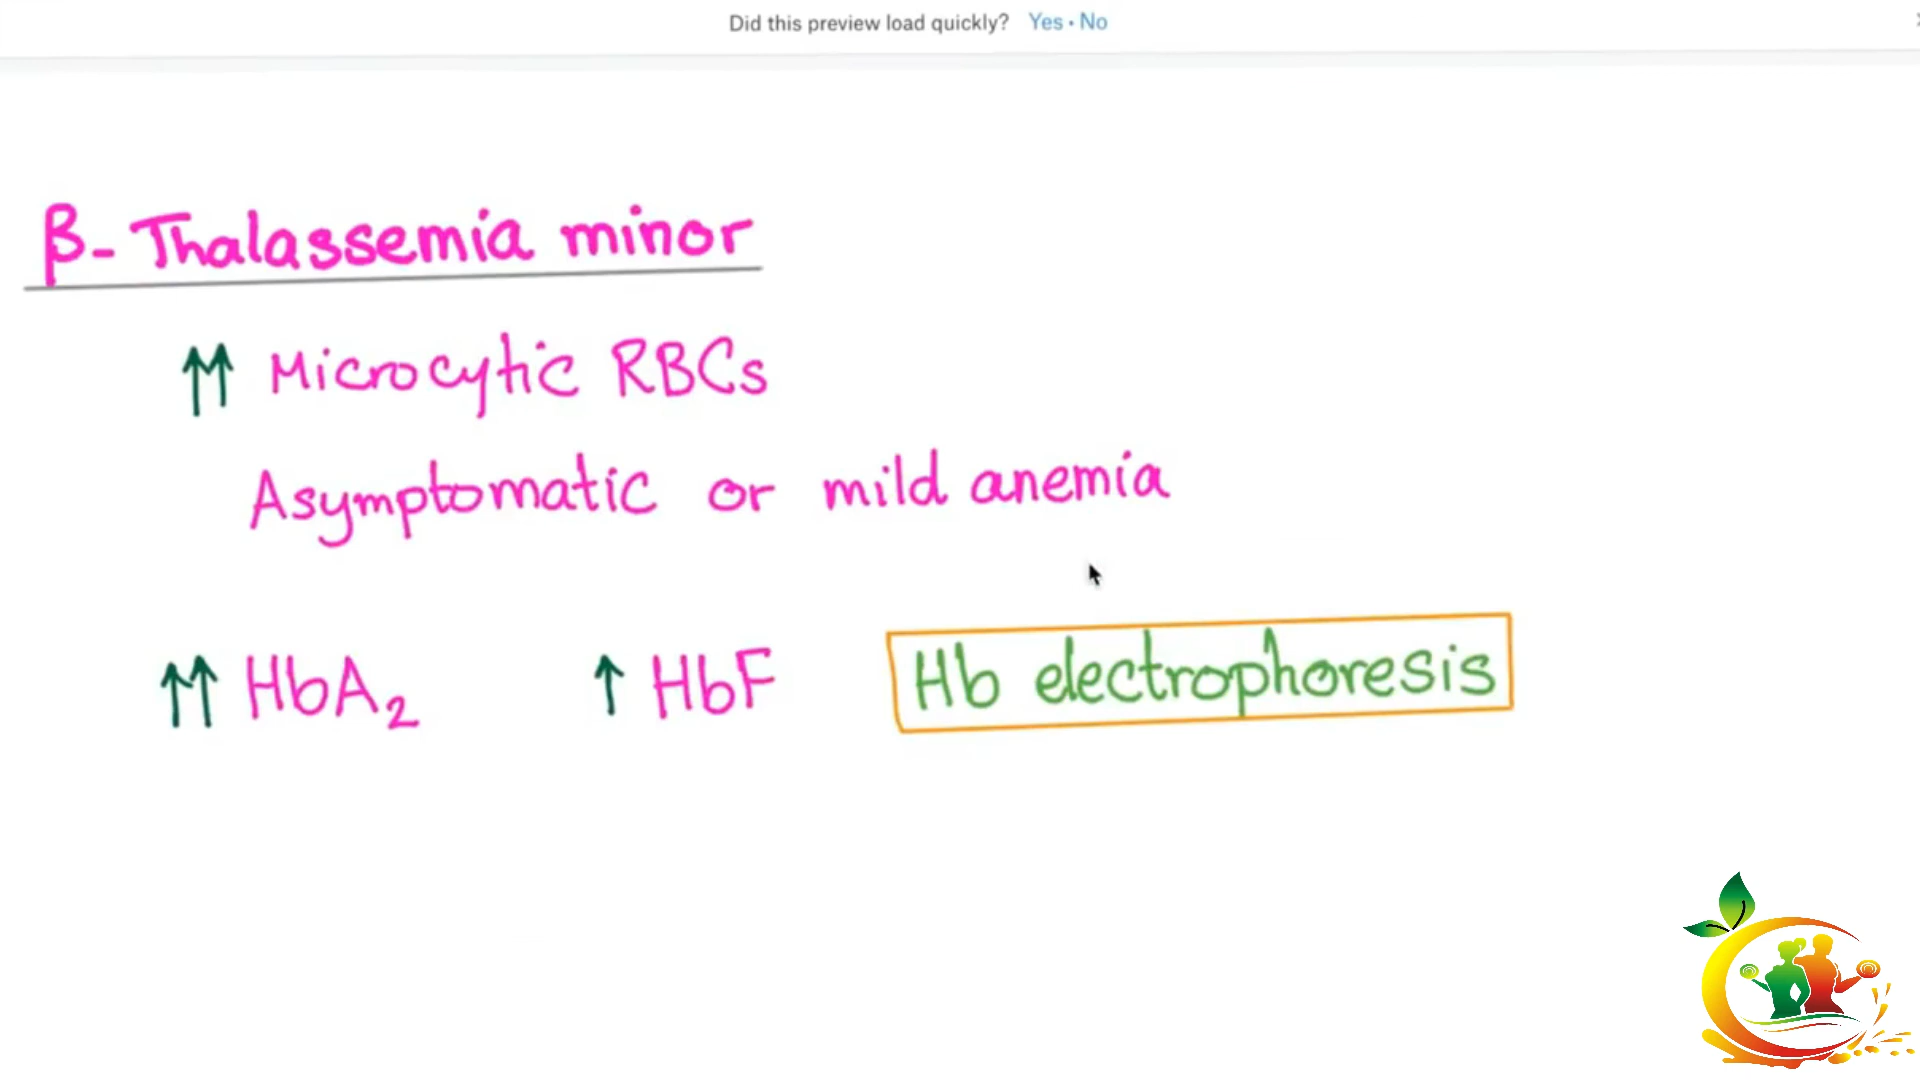 Did this preview load quickly? Yes • No
β- Thalassemia minor
↑↑ Microcytic RBCs
Asymptomatic or mild anemia
↑↑ HbA₂ ↑ HbF Hb electrophoresis